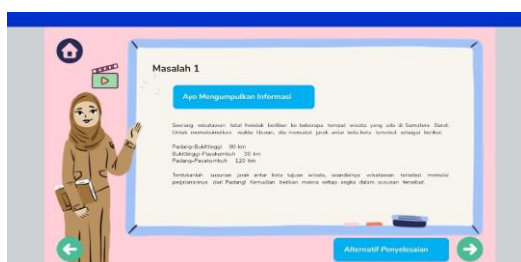 Masalah 1
Ayo Mengumpulkan Informasi
Seorang wisatawan lokal hendak berlibur ke beberapa tempat wisata yang ada di Sumatera Barat.
Untuk memaksimalkan waktu liburan, dia mencatat jarak antar kota-kota tersebut sebagai berikut:
Padang-Bukittinggi 90 km
Bukittinggi-Payakumbuh 30 km
Padang-Payakumbuh 120 km
Tentukanlah susunan jarak antar kota tujuan wisata, seandainya wisatawan tersebut memulai
perjalanannya dari Padang! Kemudian berikan makna setiap angka dalam susunan tersebut.
Alternatif Penyelesaian